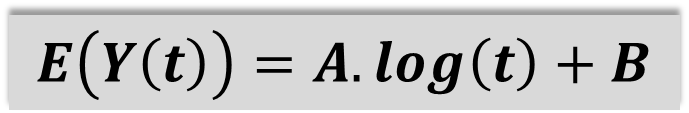 E(Y(t)) = A. log(t) + B